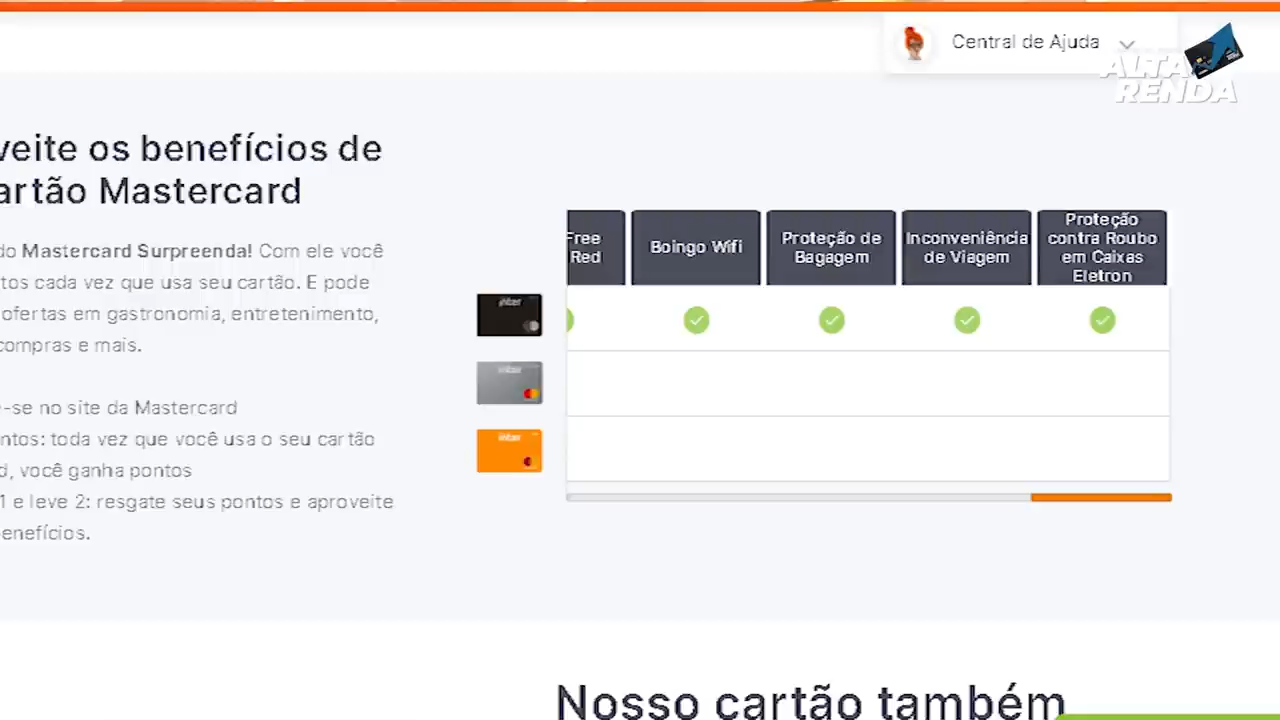 Central de Ajuda
ALTA
RENDA
veite os benefícios de
artão Mastercard
do Mastercard Surpreenda! Com ele você
tos cada vez que usa seu cartão. E pode
ofertas em gastronomia, entretenimento,
compras e mais.
-se no site da Mastercard
ntos: toda vez que você usa o seu cartão
d, você ganha pontos
1 e leve 2: resgate seus pontos e aproveite
enefícios.
Free
Red
Boingo Wifi
Proteção de
Bagagem
Inconveniência
de Viagem
Proteção
contra Roubo
em Caixas
Eletron
inter
inter
inter
Nosso cartão também